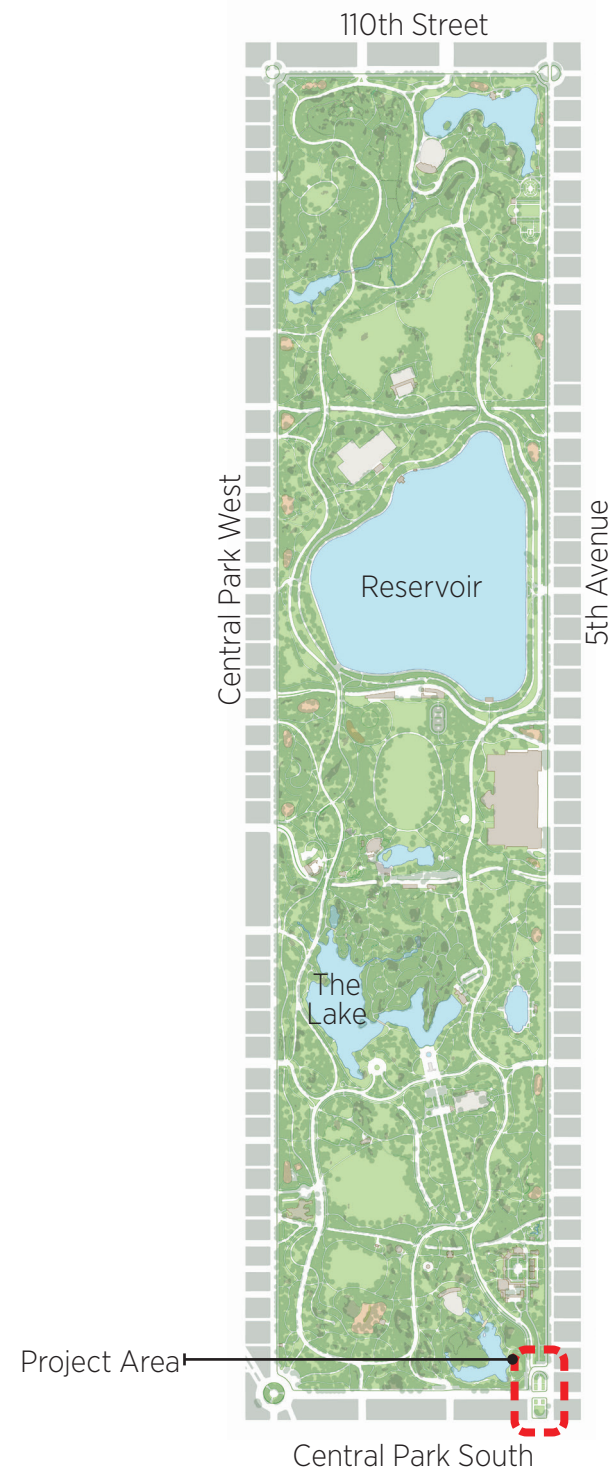 110th Street
Central Park West
5th Avenue
Reservoir
The
Lake
Project Area
Central Park South